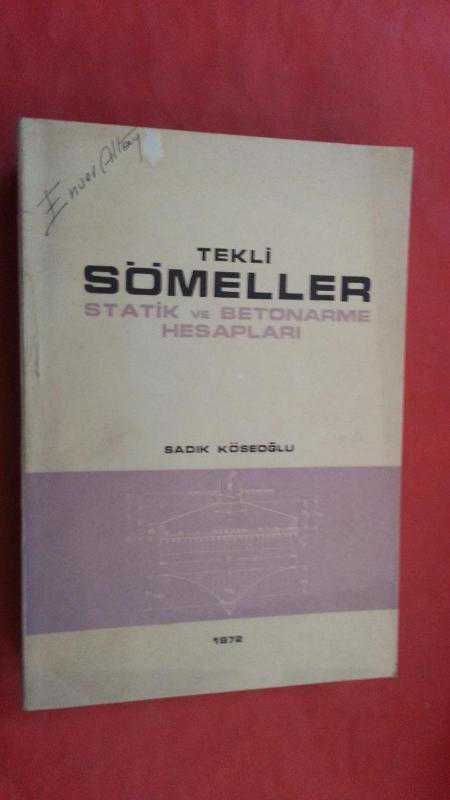 Enver Altay
TEKLİ
SÖMELLER
STATİK VE BETONARME
HESAPLARI
SADIK KÖSEOĞLU
1972